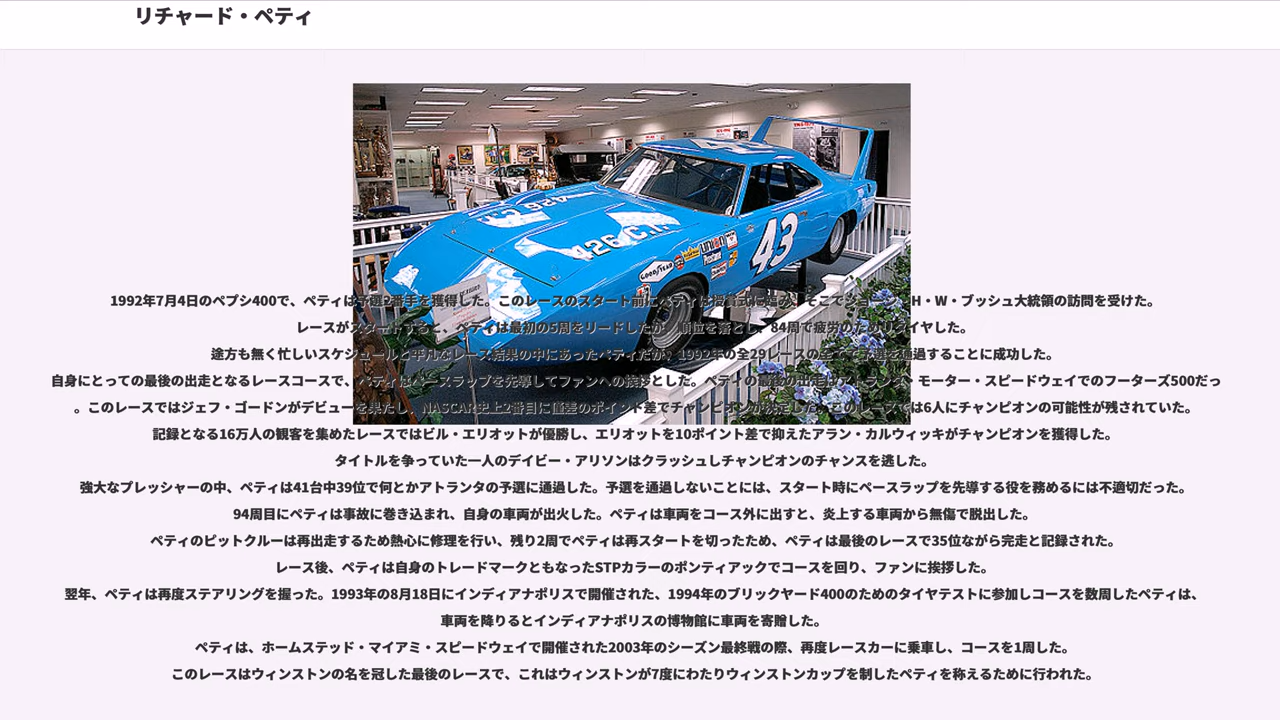 リチャード・ペティ
426 C.I.
43
GOODYEAR
1992年7月4日のペプシ400で、ペティは予選2番手を獲得した。このレースのスタート前にペティは授賞式に臨み、そこでジョージ・H・W・ブッシュ大統領の訪問を受けた。
レースがスタートすると、ペティは最初の5周をリードしたが、順位を落とし、84周で疲労のためリタイヤした。
途方も無く忙しいスケジュールと平凡なレース結果の中にあったペティだが、1992年の全29レースの全てで予選を通過することに成功した。
自身にとっての最後の出走となるレースコースで、ペティはペースラップを先導してファンへの挨拶とした。ペティの最後の出走はアトランタ・モーター・スピードウェイでのフーターズ500だっ
。このレースではジェフ・ゴードンがデビューを果たし、NASCAR史上2番目に僅差のポイント差でチャンピオンが決定した。このレースでは6人にチャンピオンの可能性が残されていた。
記録となる16万人の観客を集めたレースではビル・エリオットが優勝し、エリオットを10ポイント差で抑えたアラン・カルウィッキがチャンピオンを獲得した。
タイトルを争っていた一人のデイビー・アリソンはクラッシュしチャンピオンのチャンスを逃した。
強大なプレッシャーの中、ペティは41台中39位で何とかアトランタの予選に通過した。予選を通過しないことには、スタート時にペースラップを先導する役を務めるには不適切だった。
94周目にペティは事故に巻き込まれ、自身の車両が出火した。ペティは車両をコース外に出すと、炎上する車両から無傷で脱出した。
ペティのピットクルーは再出走するため熱心に修理を行い、残り2周でペティは再スタートを切ったため、ペティは最後のレースで35位ながら完走と記録された。
レース後、ペティは自身のトレードマークともなったSTPカラーのポンティアックでコースを回り、ファンに挨拶した。
翌年、ペティは再度ステアリングを握った。1993年の8月18日にインディアナポリスで開催された、1994年のブリックヤード400のためのタイヤテストに参加しコースを数周したペティは、
車両を降りるとインディアナポリスの博物館に車両を寄贈した。
ペティは、ホームステッド・マイアミ・スピードウェイで開催された2003年のシーズン最終戦の際、再度レースカーに乗車し、コースを1周した。
このレースはウィンストンの名を冠した最後のレースで、これはウィンストンが7度にわたりウィンストンカップを制したペティを称えるために行われた。